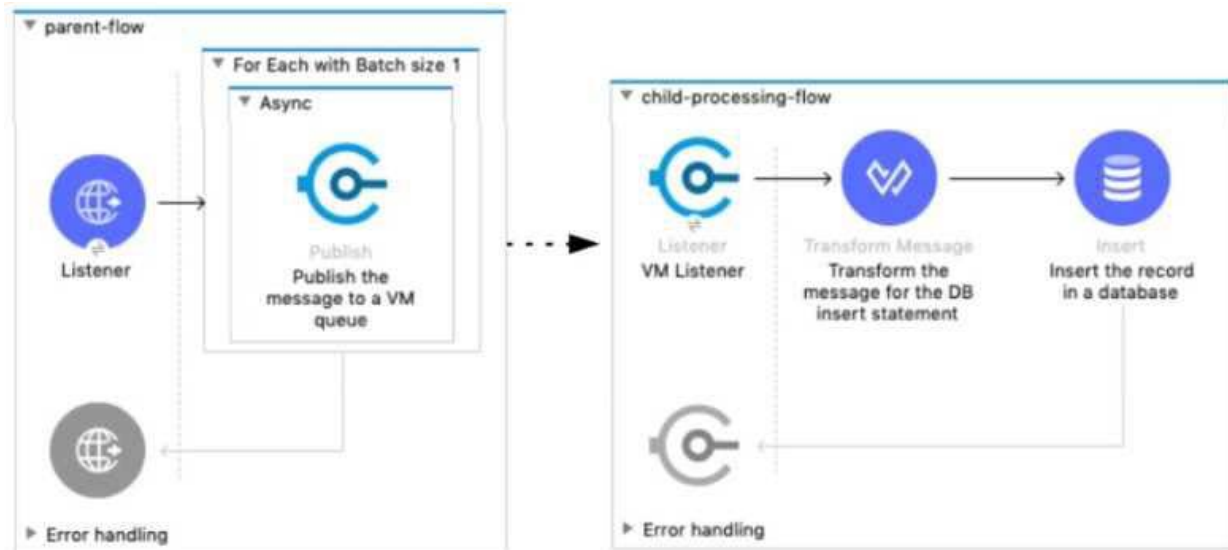 parent-flow
For Each with Batch size 1
Async
Listener
Publish
Publish the
message to a VM
queue
Error handling
child-processing-flow
Listener
VM Listener
Transform Message
Transform the
message for the DB
insert statement
Insert
Insert the record
in a database
Error handling